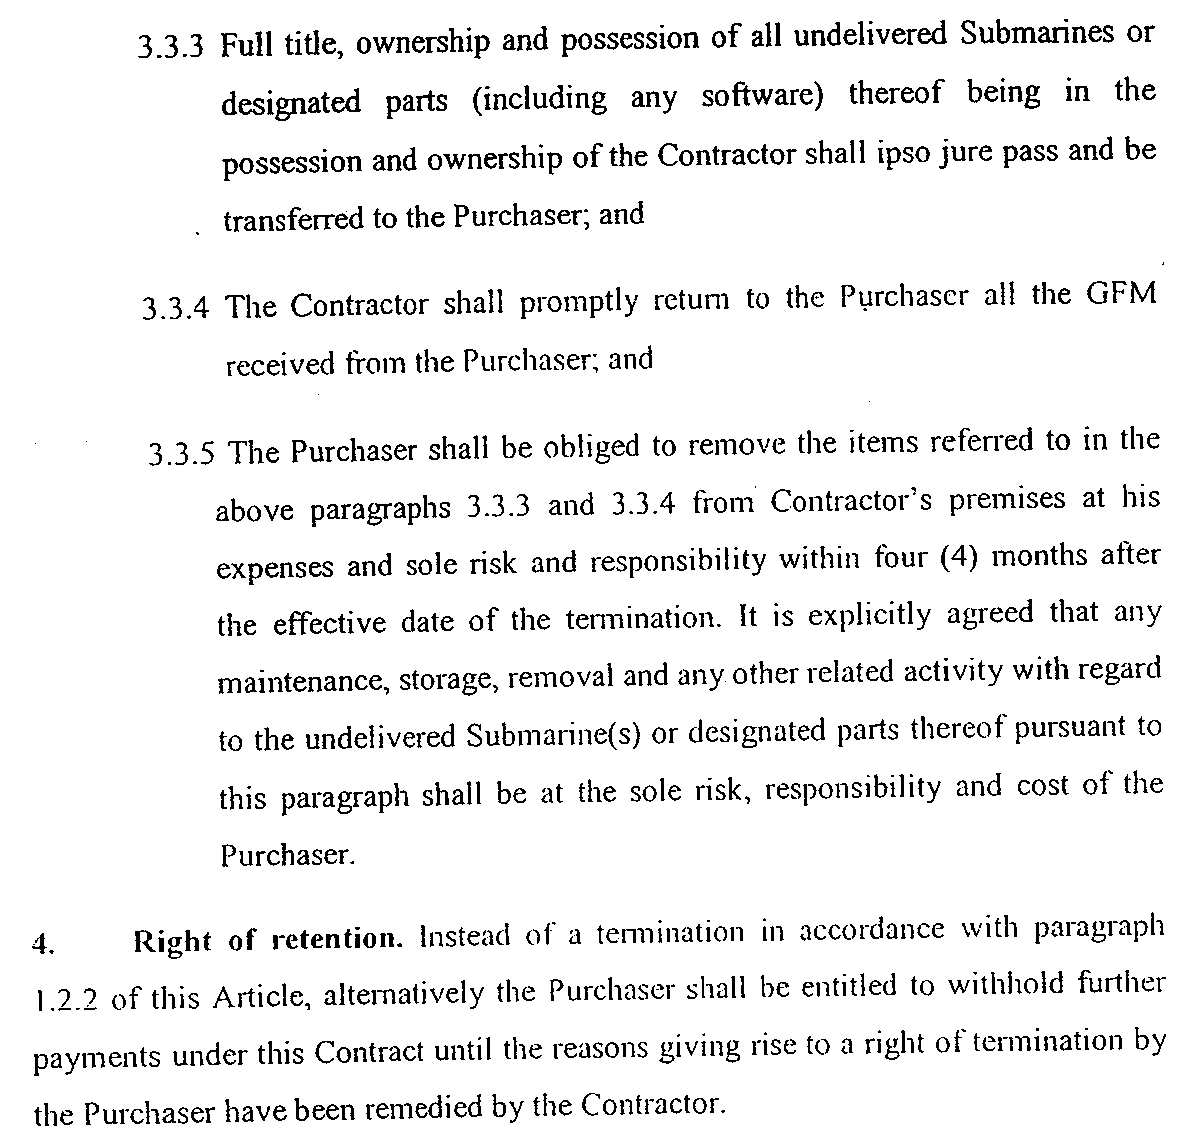 3.3.3 Full title, ownership and possession of all undelivered Submarines or
designated parts (including any software) thereof being in the
possession and ownership of the Contractor shall ipso jure pass and be
transferred to the Purchaser; and
3.3.4 The Contractor shall promptly return to the Purchaser all the GFM
received from the Purchaser; and
3.3.5 The Purchaser shall be obliged to remove the items referred to in the
above paragraphs 3.3.3 and 3.3.4 from Contractor's premises at his
expenses and sole risk and responsibility within four (4) months after
the effective date of the termination. It is explicitly agreed that any
maintenance, storage, removal and any other related activity with regard
to the undelivered Submarine(s) or designated parts thereof pursuant to
this paragraph shall be at the sole risk, responsibility and cost of the
Purchaser.
4. Right of retention. Instead of a termination in accordance with paragraph
1.2.2 of this Article, alternatively the Purchaser shall be entitled to withhold further
payments under this Contract until the reasons giving rise to a right of termination by
the Purchaser have been remedied by the Contractor.